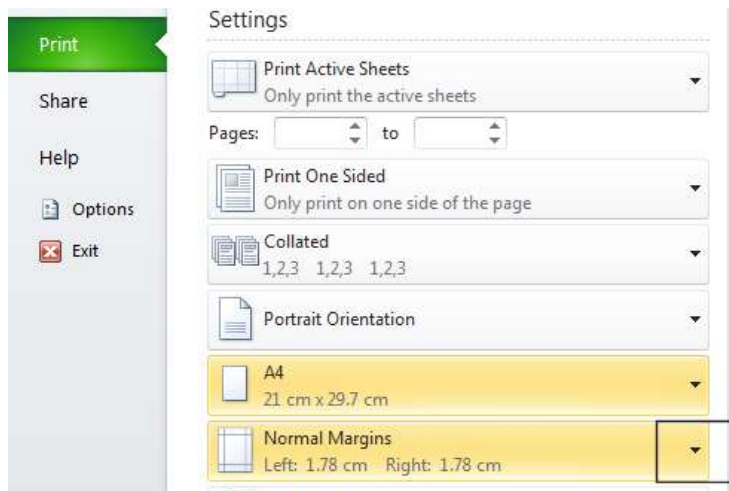 Print
Share
Help
Options
Exit
Settings
Print Active Sheets
Only print the active sheets
Pages: to
Print One Sided
Only print on one side of the page
Collated
1,2,3 1,2,3 1,2,3
Portrait Orientation
A4
21 cm x 29.7 cm
Normal Margins
Left: 1.78 cm Right: 1.78 cm